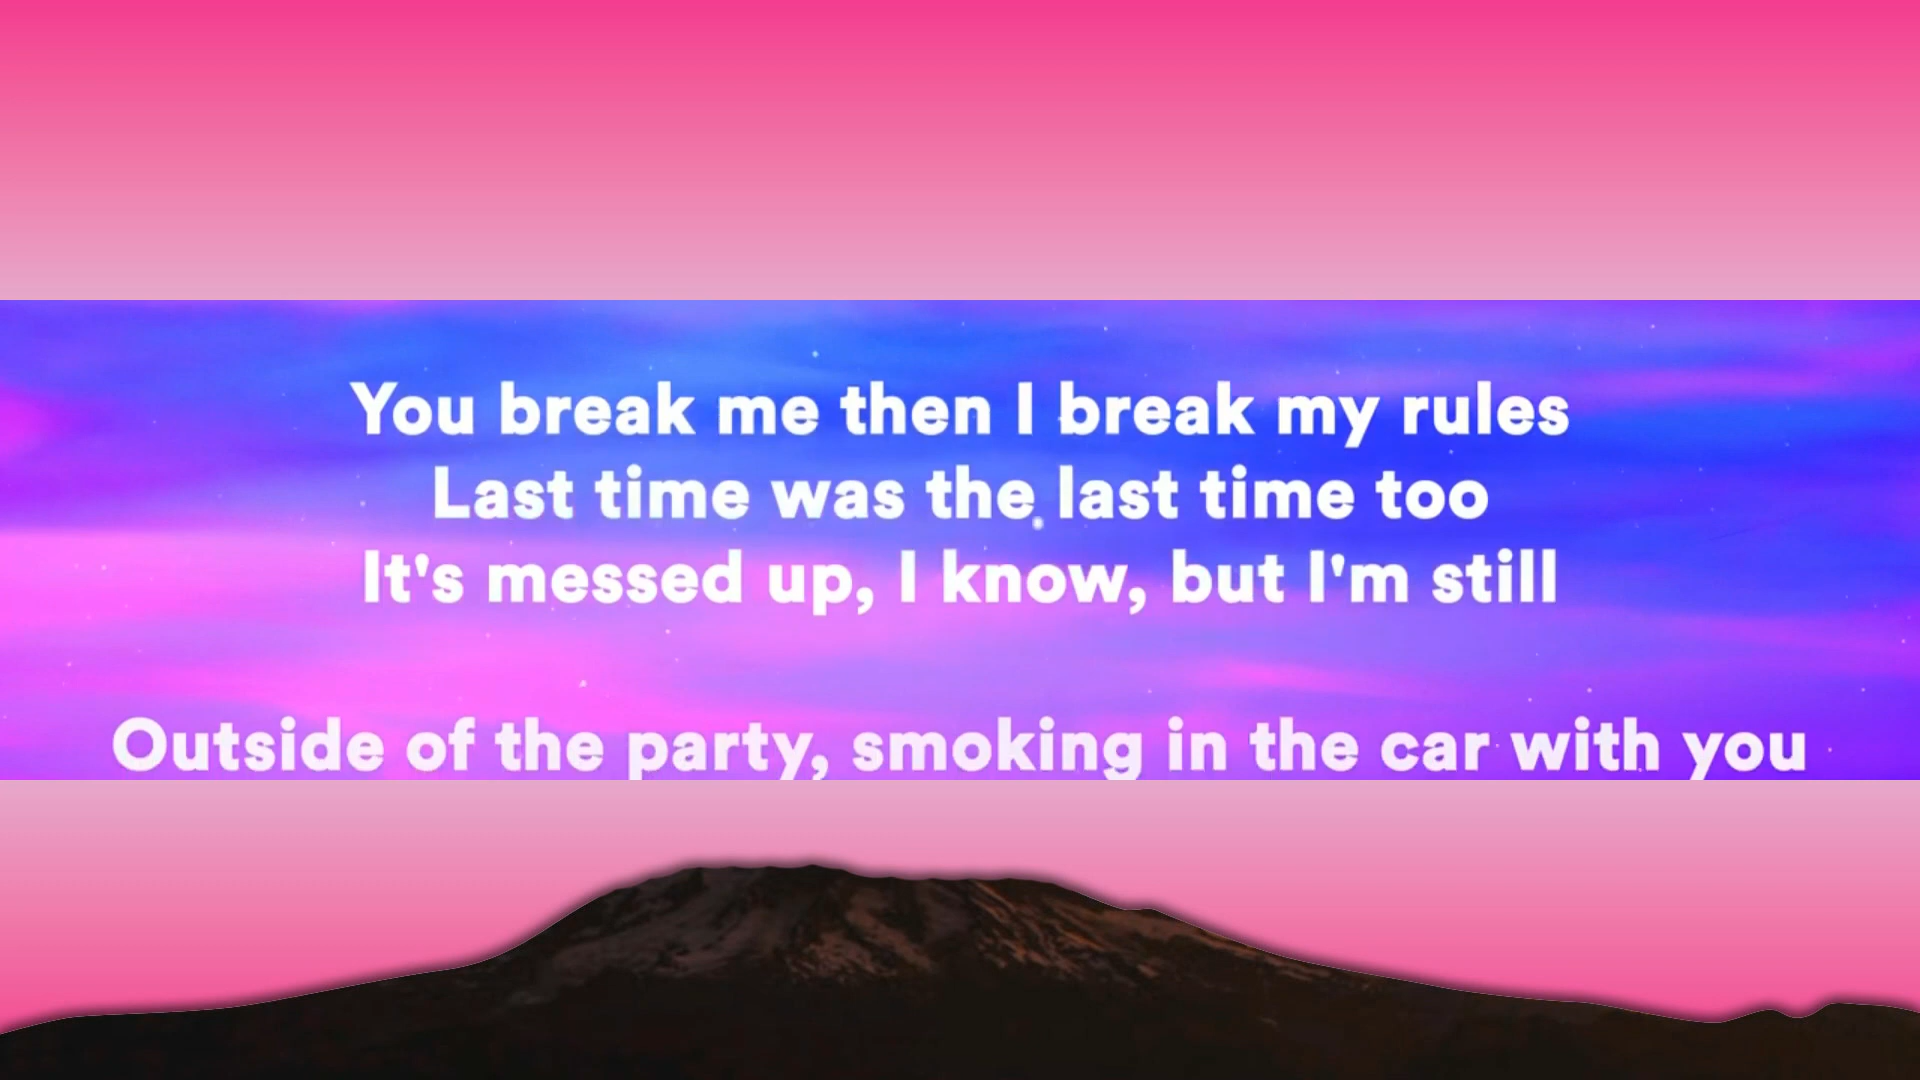 You break me then I break my rules
Last time was the last time too
It's messed up, I know, but I'm still
Outside of the party, smoking in the car with you